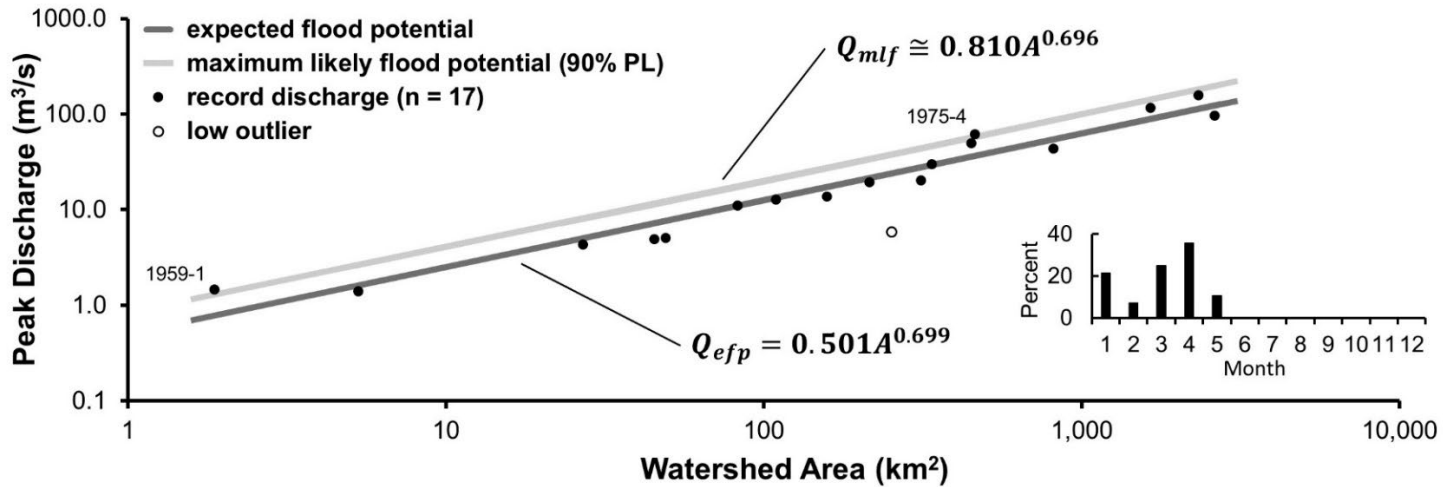 Peak Discharge (m³/s)
1000.0
100.0
10.0
1.0
0.1
expected flood potential
maximum likely flood potential (90% PL)
record discharge (n = 17)
low outlier
Q_mlf ≅ 0.810A^0.696
1975-4
1959-1
Q_efp = 0.501A^0.699
Percent
40
20
0
1 2 3 4 5 6 7 8 9 10 11 12
Month
1 10 100 1,000 10,000
Watershed Area (km²)